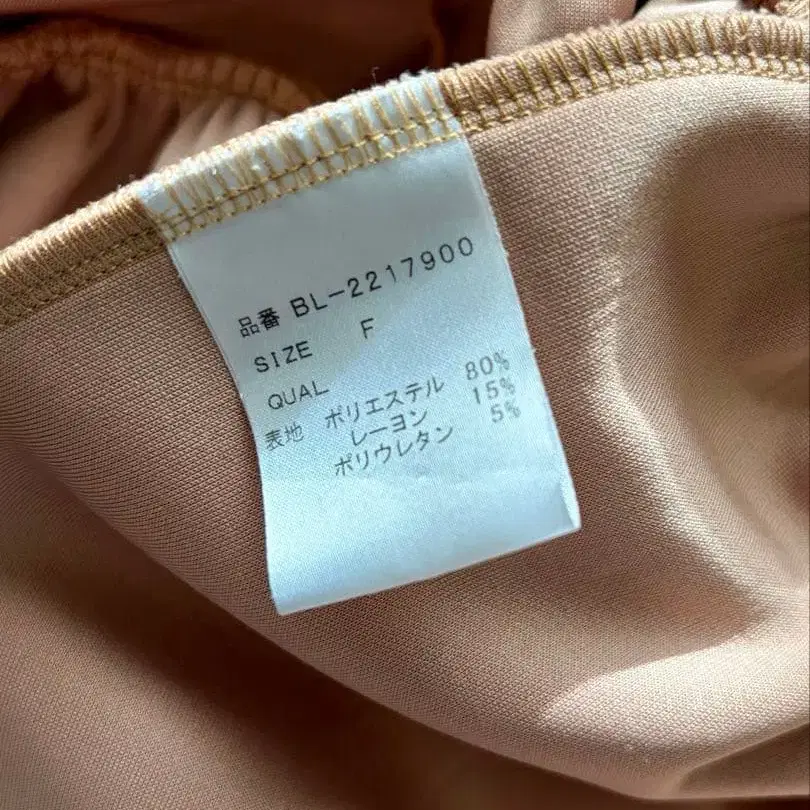 品番 BL-2217900
SIZE F
QUAL
表地 ポリエステル 80%
レーヨン 15%
ポリウレタン 5%